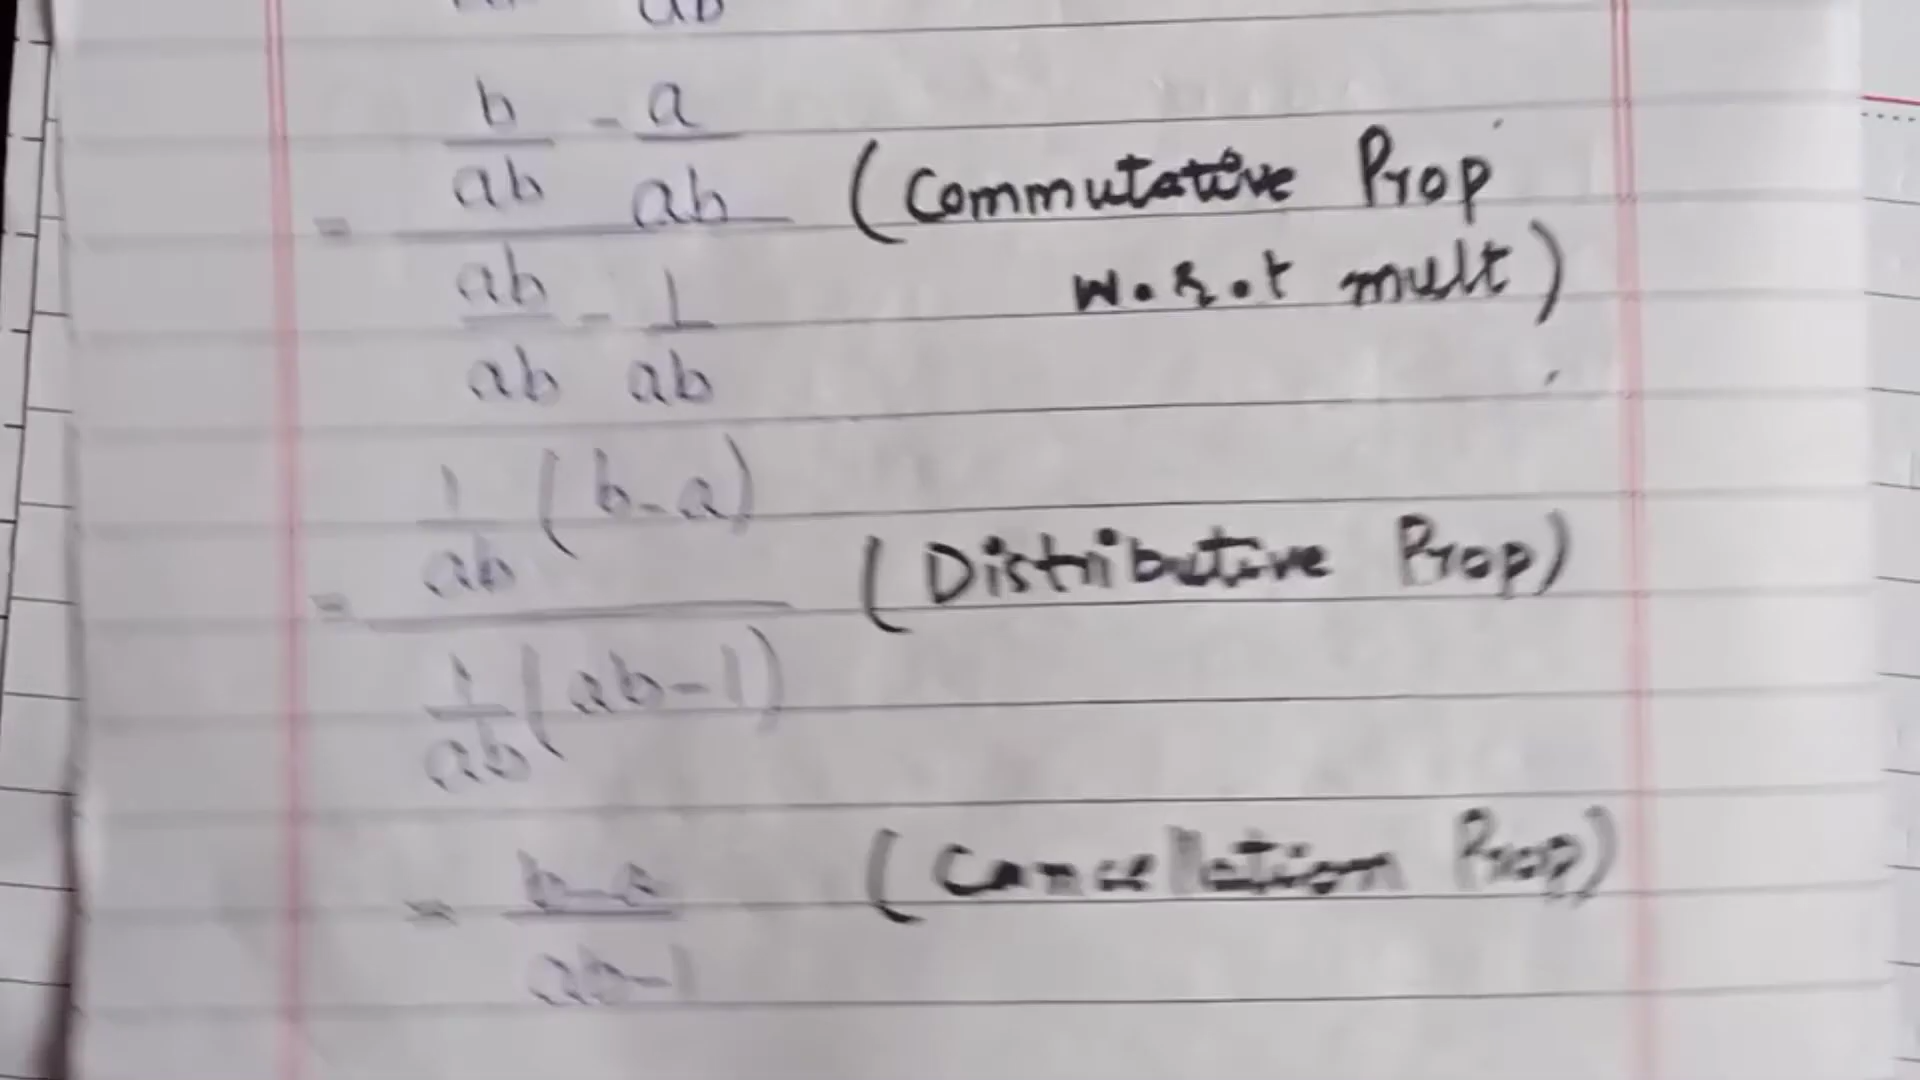 ab
b/ab - a/ab (Commutative Prop
= ――― w.r.t mult)
ab/ab - 1/ab
1/ab (b-a)
= ――― (Distributive Prop)
1/ab (ab-1)
= b-a/ab-1 (Cancellation Prop)